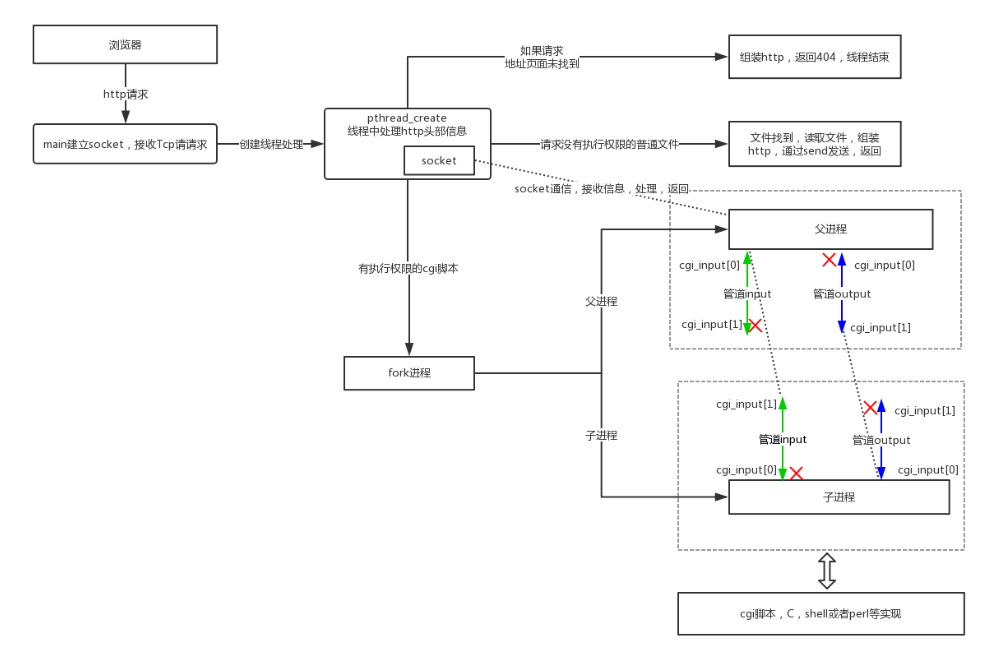 浏览器
http请求
main建立socket，接收Tcp请请求
创建线程处理
pthread_create
线程中处理http头部信息
socket
如果请求
地址页面未找到
组装http，返回404，线程结束
请求没有执行权限的普通文件
文件找到，读取文件，组装
http，通过send发送，返回
socket通信，接收信息，处理，返回
有执行权限的cgi脚本
fork进程
父进程
子进程
父进程
cgi_input[0]
cgi_input[0]
管道input
管道output
cgi_input[1]
cgi_input[1]
cgi_input[1]
cgi_input[1]
管道input
管道output
cgi_input[0]
cgi_input[0]
子进程
cgi脚本，C，shell或者perl等实现